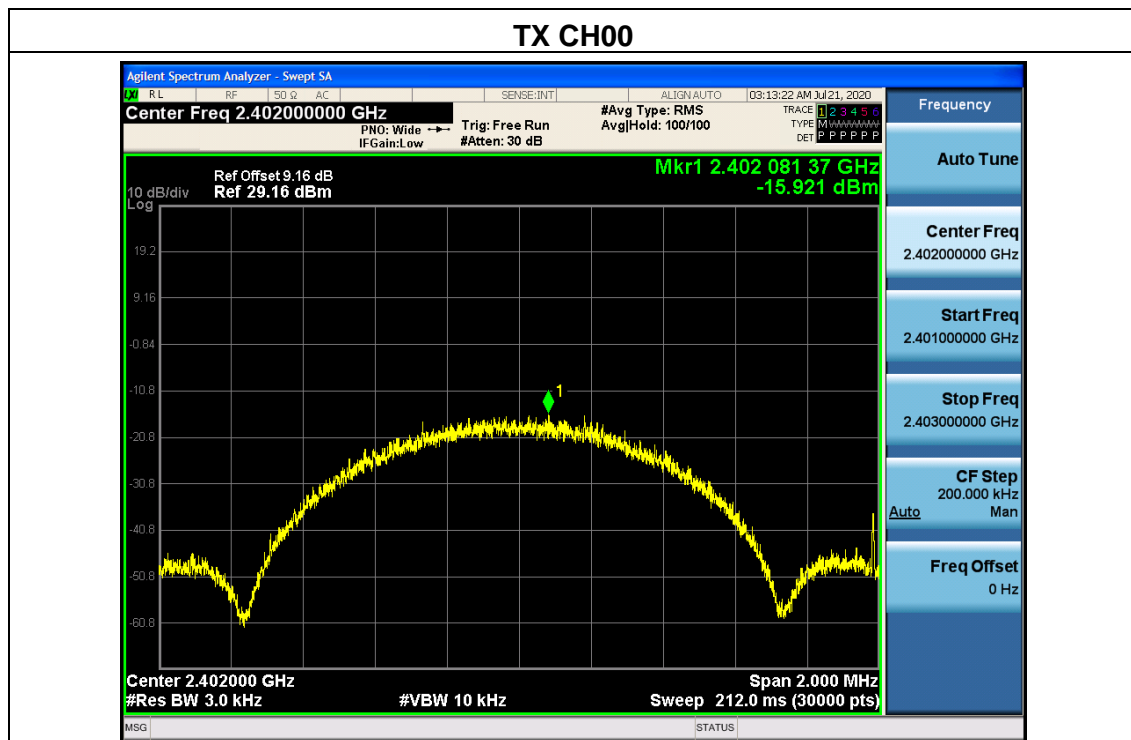 TX CH00
Agilent Spectrum Analyzer - Swept SA
LXI RL RF 50 Ω AC SENSE:INT ALIGN AUTO 03:13:22 AM Jul 21, 2020
Center Freq 2.402000000 GHz
PNO: Wide
IFGain:Low
Trig: Free Run
#Atten: 30 dB
#Avg Type: RMS
Avg|Hold: 100/100
TRACE 1 2 3 4 5 6
TYPE M WWWWW
DET P P P P P P
Frequency
Mkr1 2.402 081 37 GHz
-15.921 dBm
Ref Offset 9.16 dB
10 dB/div Ref 29.16 dBm
Log
19.2
9.16
-0.84
-10.8
-20.8
-30.8
-40.8
-50.8
-60.8
1
Center 2.402000 GHz Span 2.000 MHz
#Res BW 3.0 kHz #VBW 10 kHz Sweep 212.0 ms (30000 pts)
MSG STATUS
Auto Tune
Center Freq
2.402000000 GHz
Start Freq
2.401000000 GHz
Stop Freq
2.403000000 GHz
CF Step
200.000 kHz
Auto Man
Freq Offset
0 Hz